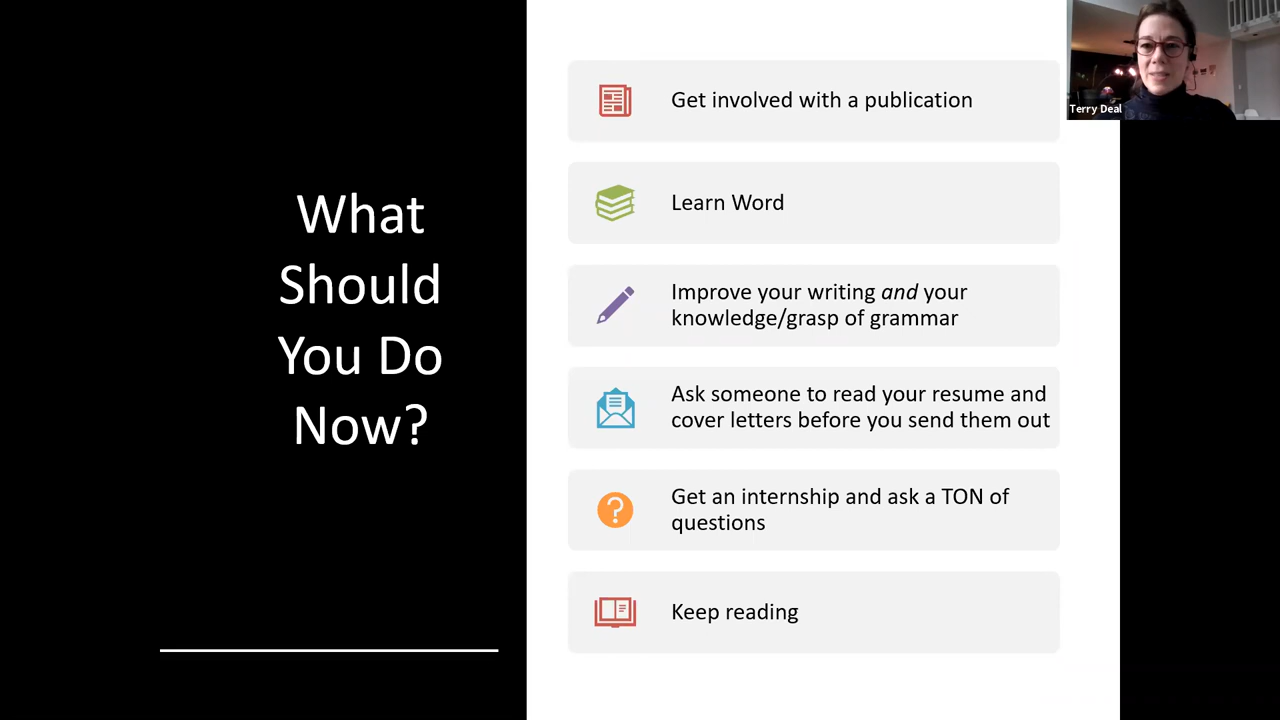 What
Should
You Do
Now?
Get involved with a publication
Learn Word
Improve your writing and your
knowledge/grasp of grammar
Ask someone to read your resume and
cover letters before you send them out
Get an internship and ask a TON of
questions
Keep reading
Terry Deal